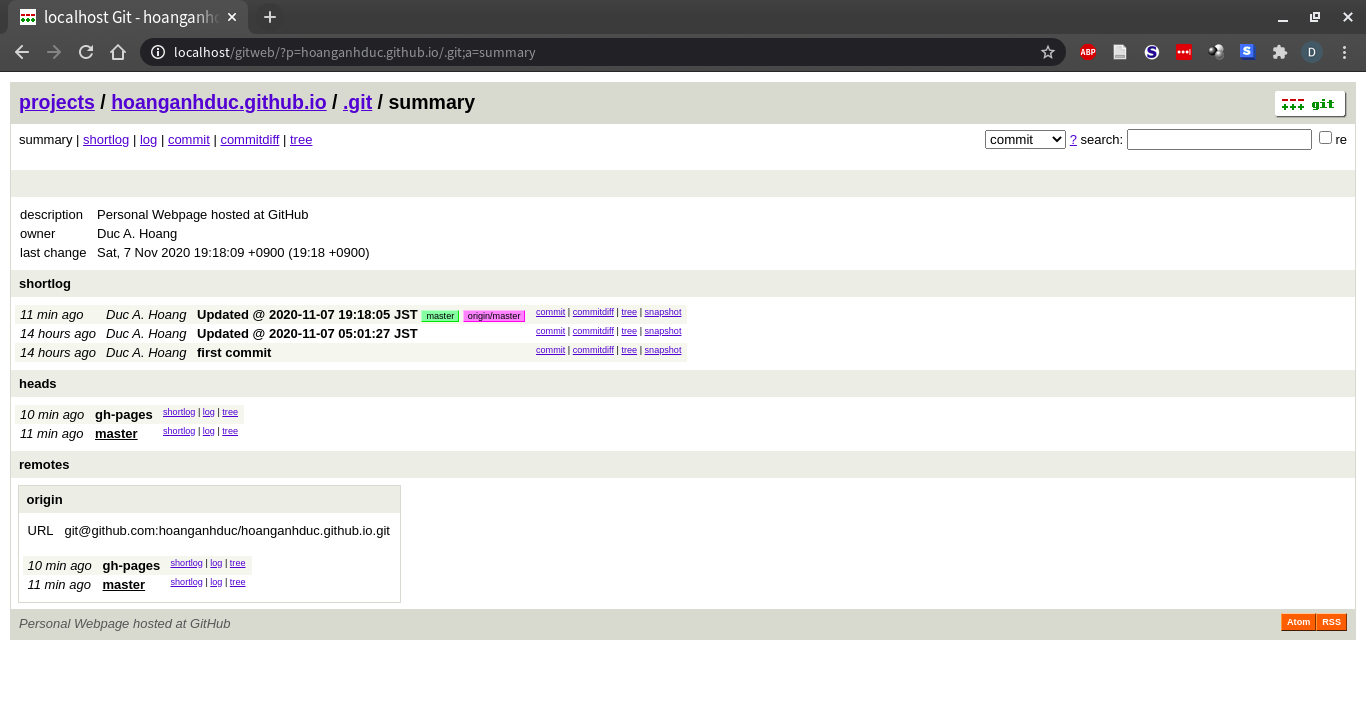 localhost Git - hoanganhd
localhost/gitweb/?p=hoanganhduc.github.io/.git;a=summary
ABP
S
S
D
projects / hoanganhduc.github.io / .git / summary
git
summary | shortlog | log | commit | commitdiff | tree
commit ? search: re
description Personal Webpage hosted at GitHub
owner Duc A. Hoang
last change Sat, 7 Nov 2020 19:18:09 +0900 (19:18 +0900)
shortlog
11 min ago Duc A. Hoang Updated @ 2020-11-07 19:18:05 JST master origin/master commit | commitdiff | tree | snapshot
14 hours ago Duc A. Hoang Updated @ 2020-11-07 05:01:27 JST commit | commitdiff | tree | snapshot
14 hours ago Duc A. Hoang first commit commit | commitdiff | tree | snapshot
heads
10 min ago gh-pages shortlog | log | tree
11 min ago master shortlog | log | tree
remotes
origin
URL git@github.com:hoanganhduc/hoanganhduc.github.io.git
10 min ago gh-pages shortlog | log | tree
11 min ago master shortlog | log | tree
Personal Webpage hosted at GitHub
Atom RSS